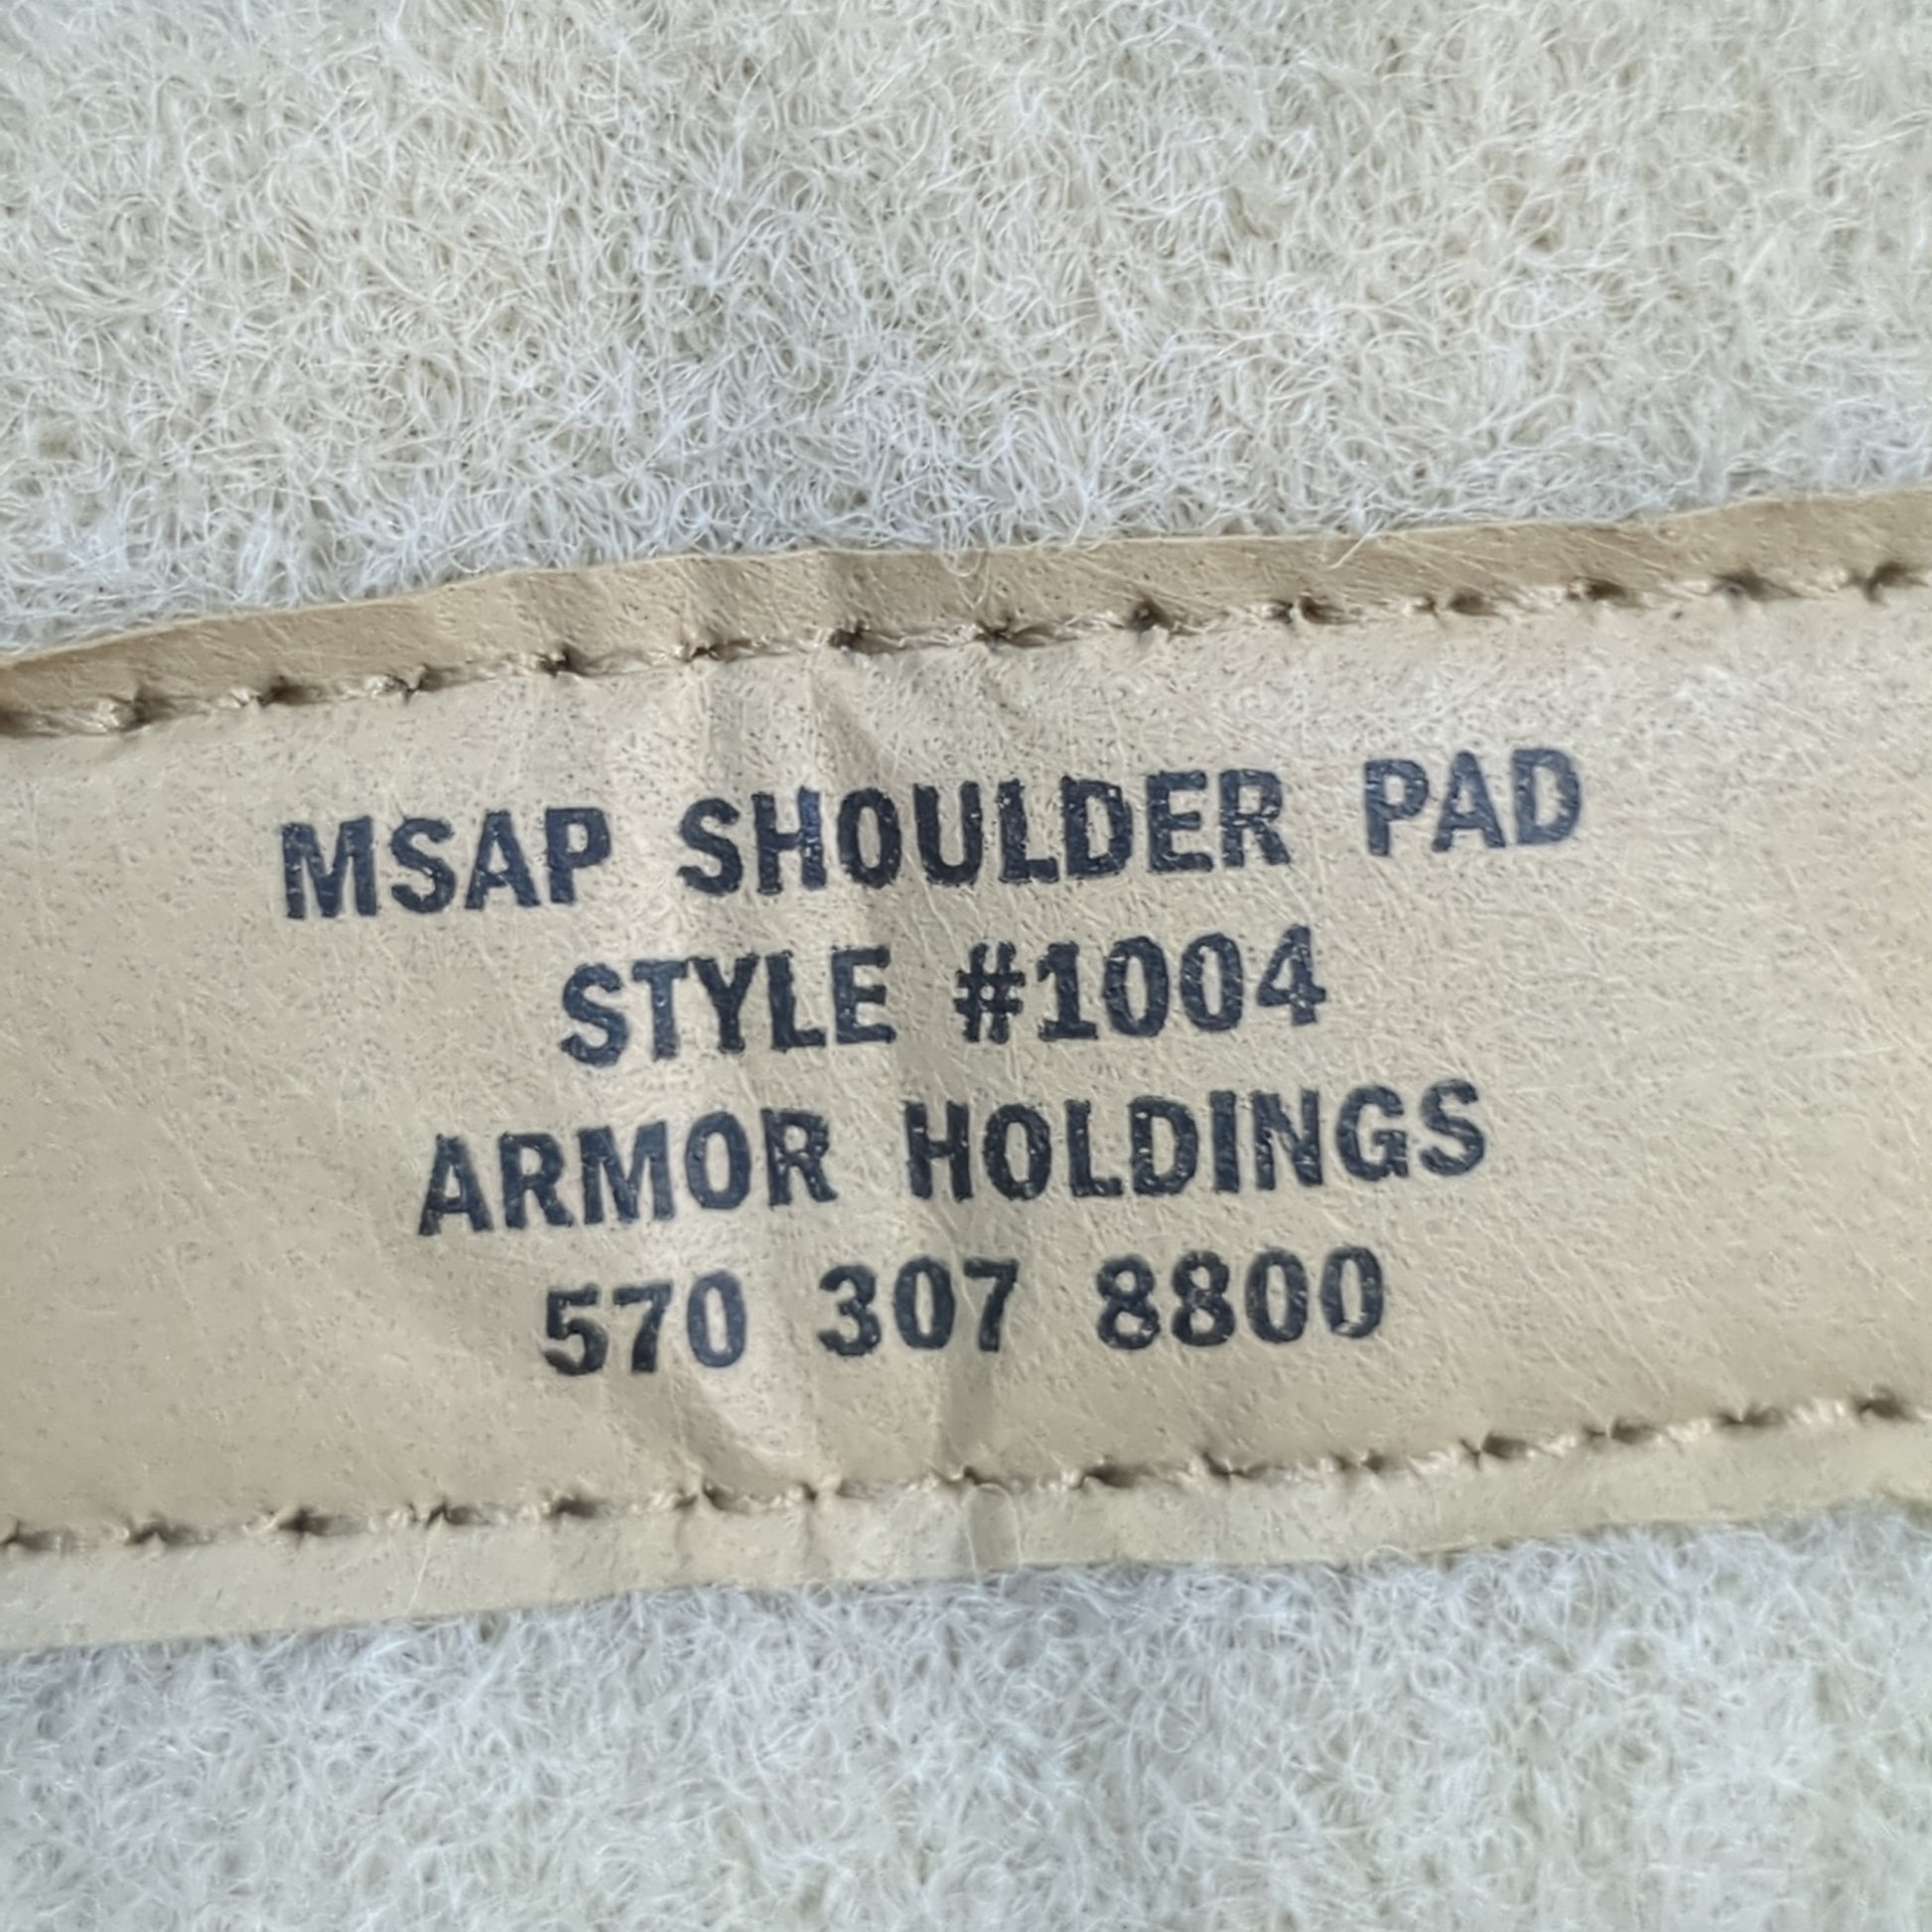 MSAP SHOULDER PAD
STYLE #1004
ARMOR HOLDINGS
570 307 8800